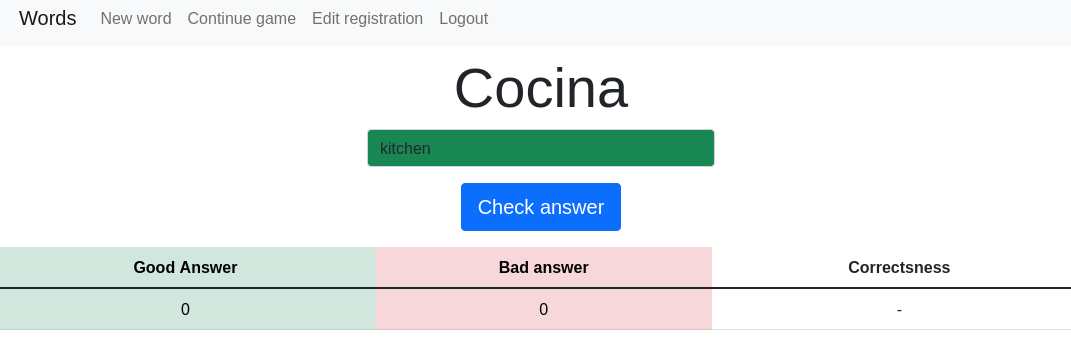 Words New word Continue game Edit registration Logout
Cocina
kitchen
Check answer
Good Answer Bad answer Correctsness
0 0 -